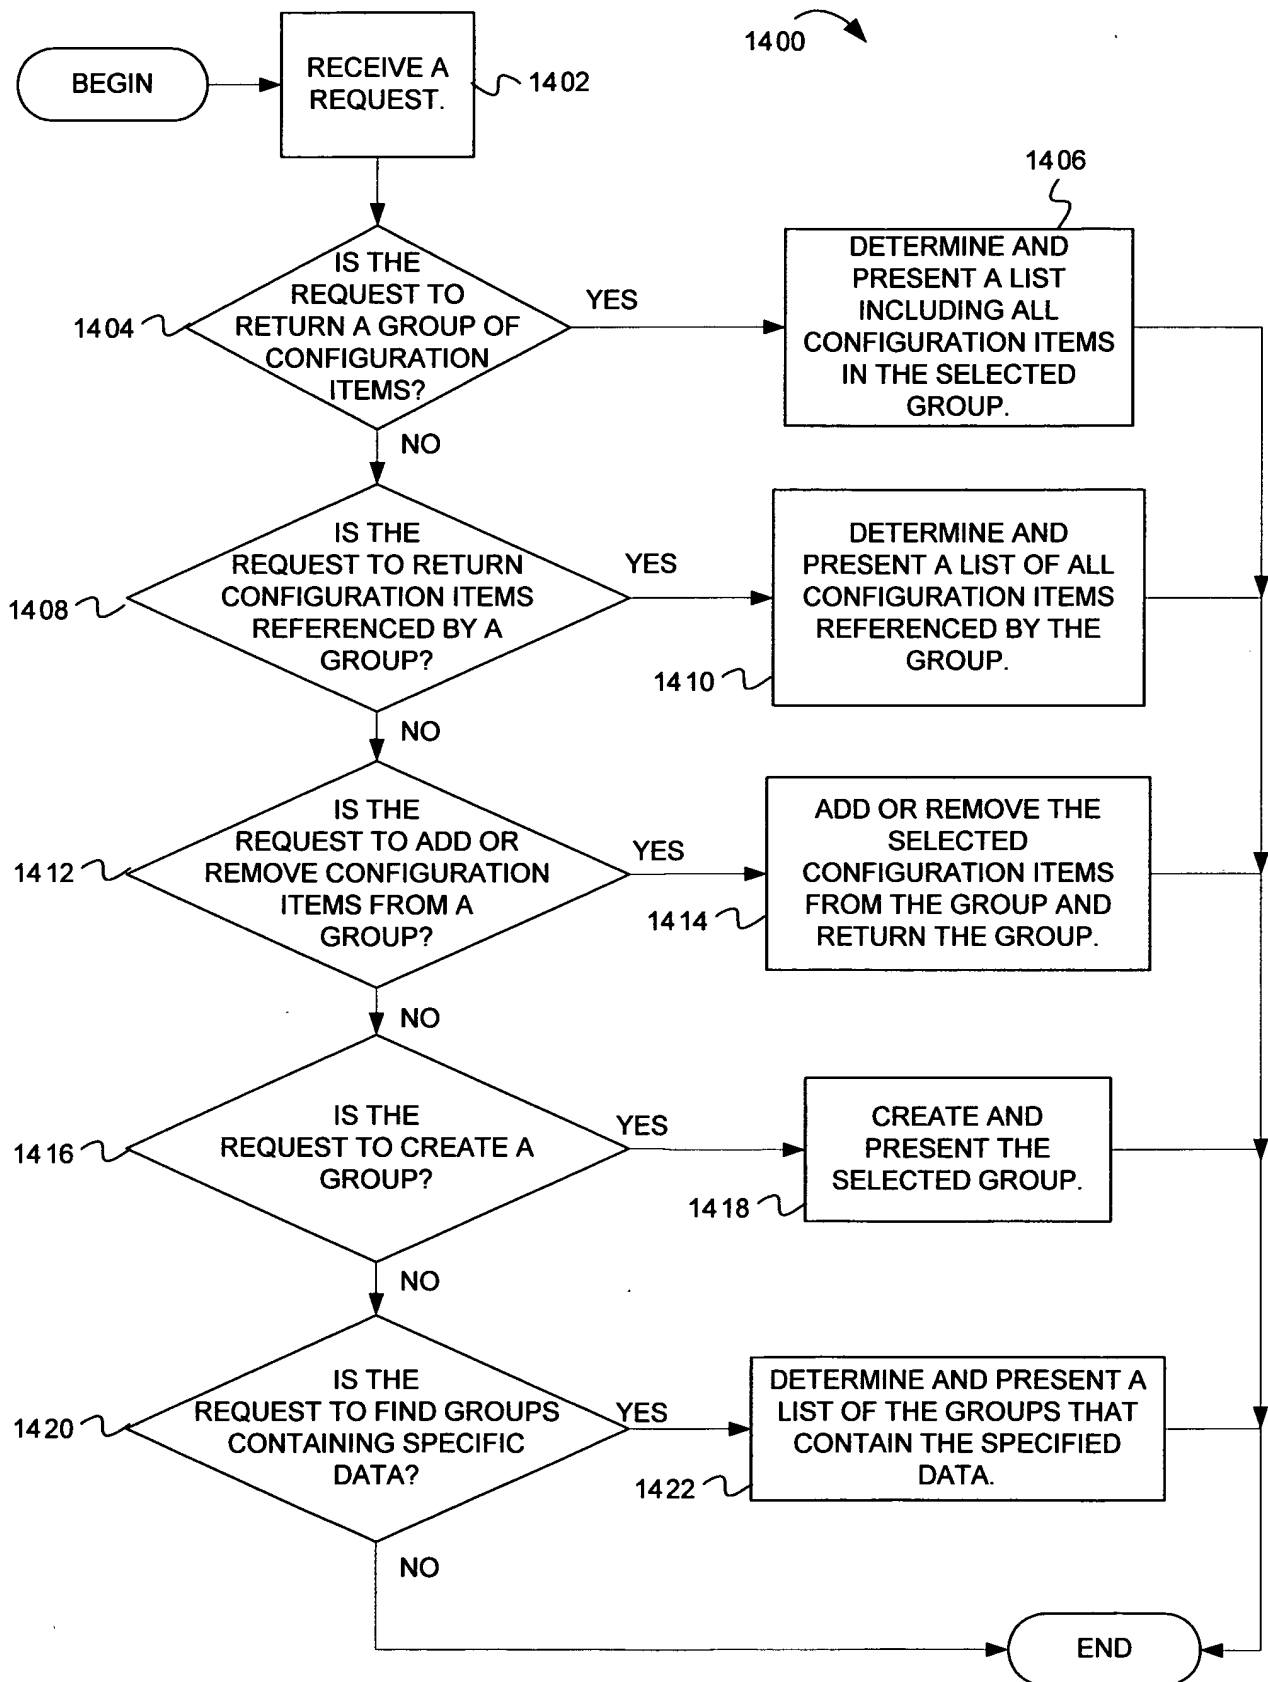 1400
BEGIN
RECEIVE A
REQUEST.
1402
1404
IS THE
REQUEST TO
RETURN A GROUP OF
CONFIGURATION
ITEMS?
YES
NO
1406
DETERMINE AND
PRESENT A LIST
INCLUDING ALL
CONFIGURATION ITEMS
IN THE SELECTED
GROUP.
1408
IS THE
REQUEST TO RETURN
CONFIGURATION ITEMS
REFERENCED BY A
GROUP?
YES
NO
1410
DETERMINE AND
PRESENT A LIST OF ALL
CONFIGURATION ITEMS
REFERENCED BY THE
GROUP.
1412
IS THE
REQUEST TO ADD OR
REMOVE CONFIGURATION
ITEMS FROM A
GROUP?
YES
NO
1414
ADD OR REMOVE THE
SELECTED
CONFIGURATION ITEMS
FROM THE GROUP AND
RETURN THE GROUP.
1416
IS THE
REQUEST TO CREATE A
GROUP?
YES
NO
1418
CREATE AND
PRESENT THE
SELECTED GROUP.
1420
IS THE
REQUEST TO FIND GROUPS
CONTAINING SPECIFIC
DATA?
YES
NO
1422
DETERMINE AND PRESENT A
LIST OF THE GROUPS THAT
CONTAIN THE SPECIFIED
DATA.
END